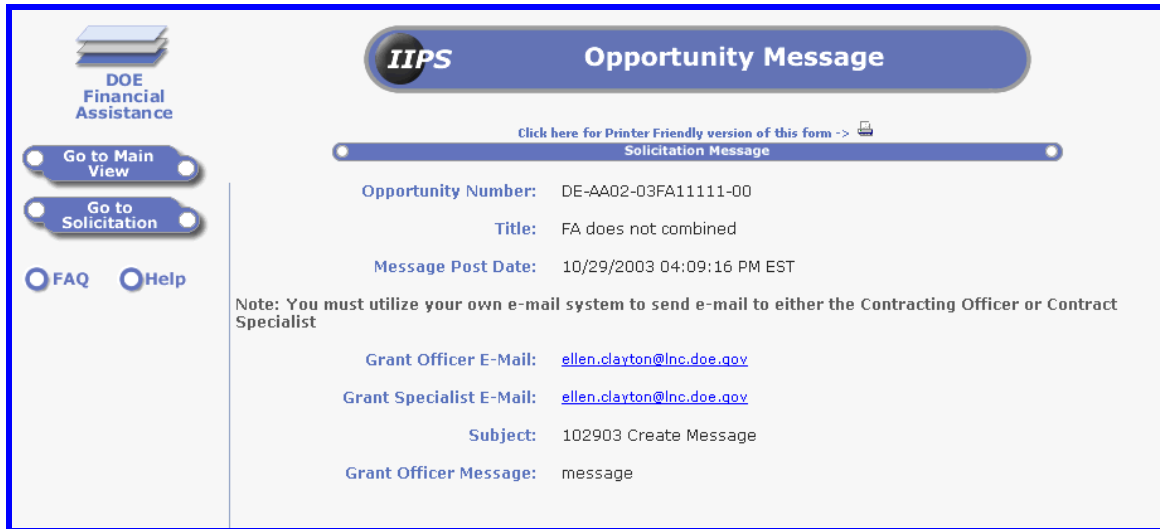 DOE
Financial
Assistance
IIPS Opportunity Message
Click here for Printer Friendly version of this form ->
Solicitation Message
Go to Main
View
Go to
Solicitation
FAQ Help
Opportunity Number: DE-AA02-03FA11111-00
Title: FA does not combined
Message Post Date: 10/29/2003 04:09:16 PM EST
Note: You must utilize your own e-mail system to send e-mail to either the Contracting Officer or Contract
Specialist
Grant Officer E-Mail: ellen.clayton@lnc.doe.gov
Grant Specialist E-Mail: ellen.clayton@lnc.doe.gov
Subject: 102903 Create Message
Grant Officer Message: message